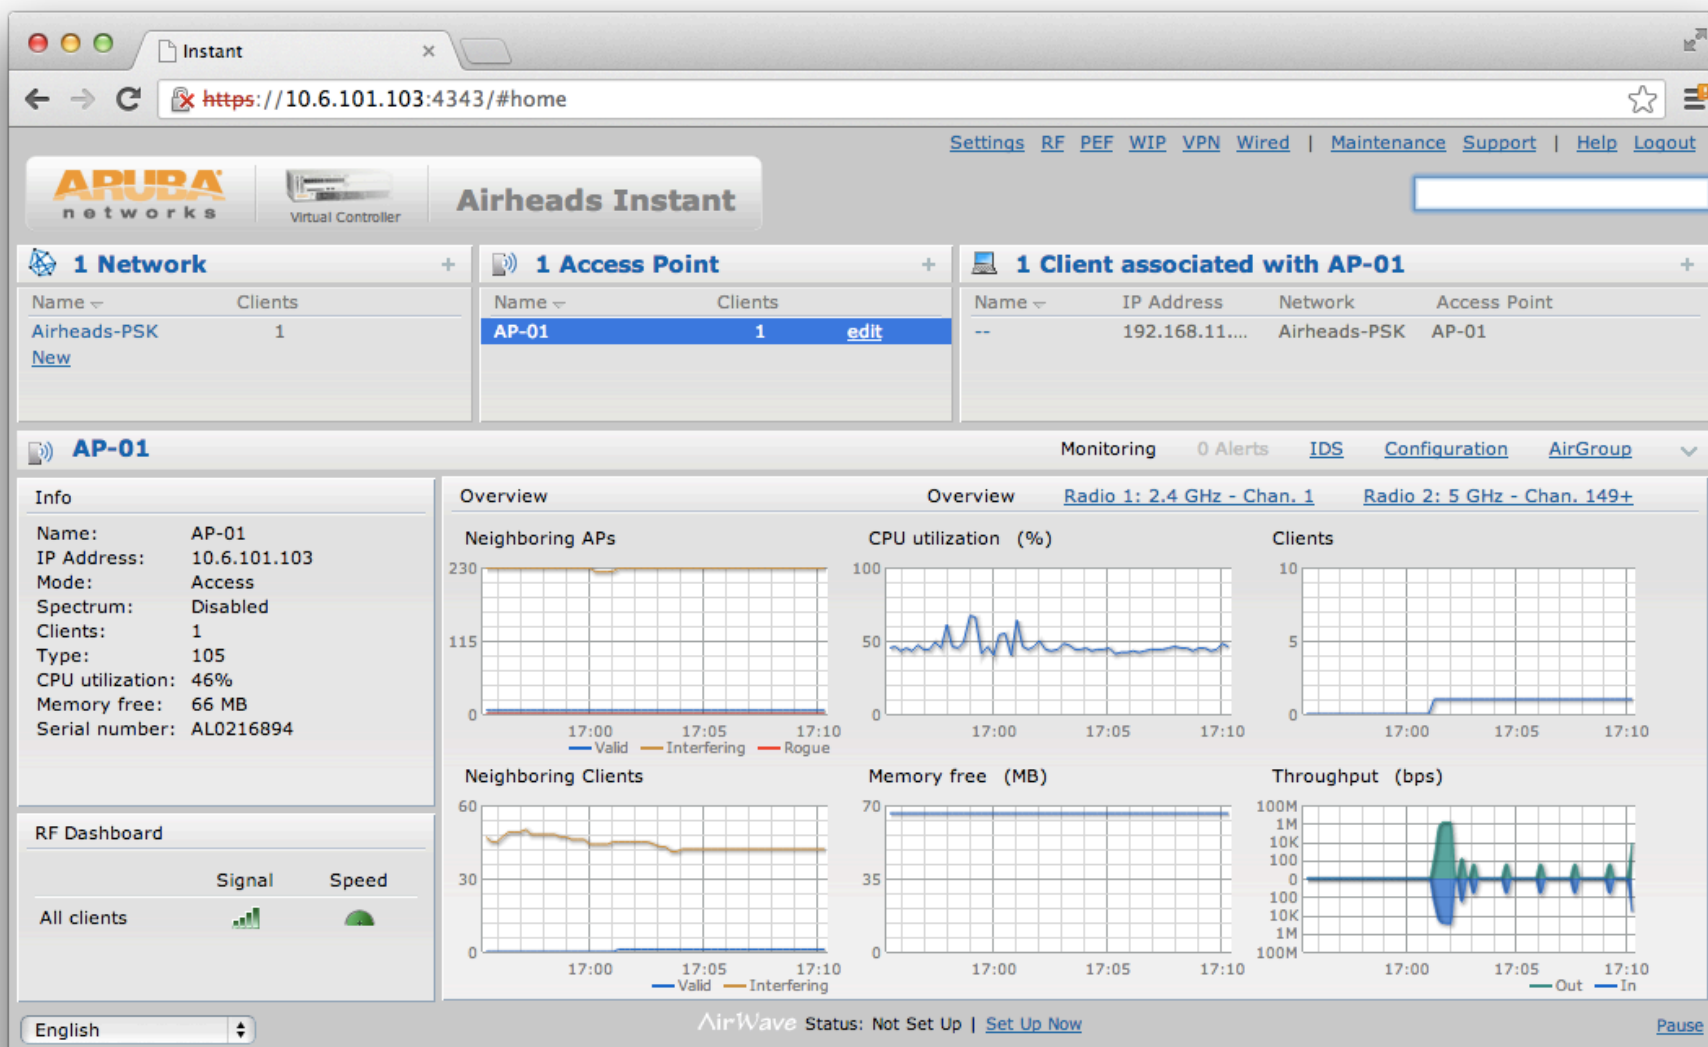 Instant
https://10.6.101.103:4343/#home
Settings RF PEF WIP VPN Wired | Maintenance Support | Help Logout
ARUBA networks
Virtual Controller
Airheads Instant
1 Network
Name Clients
Airheads-PSK 1
New
1 Access Point
Name Clients
AP-01 1 edit
1 Client associated with AP-01
Name IP Address Network Access Point
-- 192.168.11.... Airheads-PSK AP-01
AP-01
Monitoring 0 Alerts IDS Configuration AirGroup
Info
Name: AP-01
IP Address: 10.6.101.103
Mode: Access
Spectrum: Disabled
Clients: 1
Type: 105
CPU utilization: 46%
Memory free: 66 MB
Serial number: AL0216894
RF Dashboard
Signal Speed
All clients
Overview
Overview Radio 1: 2.4 GHz - Chan. 1 Radio 2: 5 GHz - Chan. 149+
Neighboring APs
230
115
0
17:00 17:05 17:10
Valid Interfering Rogue
CPU utilization (%)
100
50
0
17:00 17:05 17:10
Clients
10
5
0
17:00 17:05 17:10
Neighboring Clients
60
30
0
17:00 17:05 17:10
Valid Interfering
Memory free (MB)
70
35
0
17:00 17:05 17:10
Throughput (bps)
100M
1M
10K
100
0
100
10K
1M
100M
17:00 17:05 17:10
Out In
English
AirWave Status: Not Set Up | Set Up Now
Pause